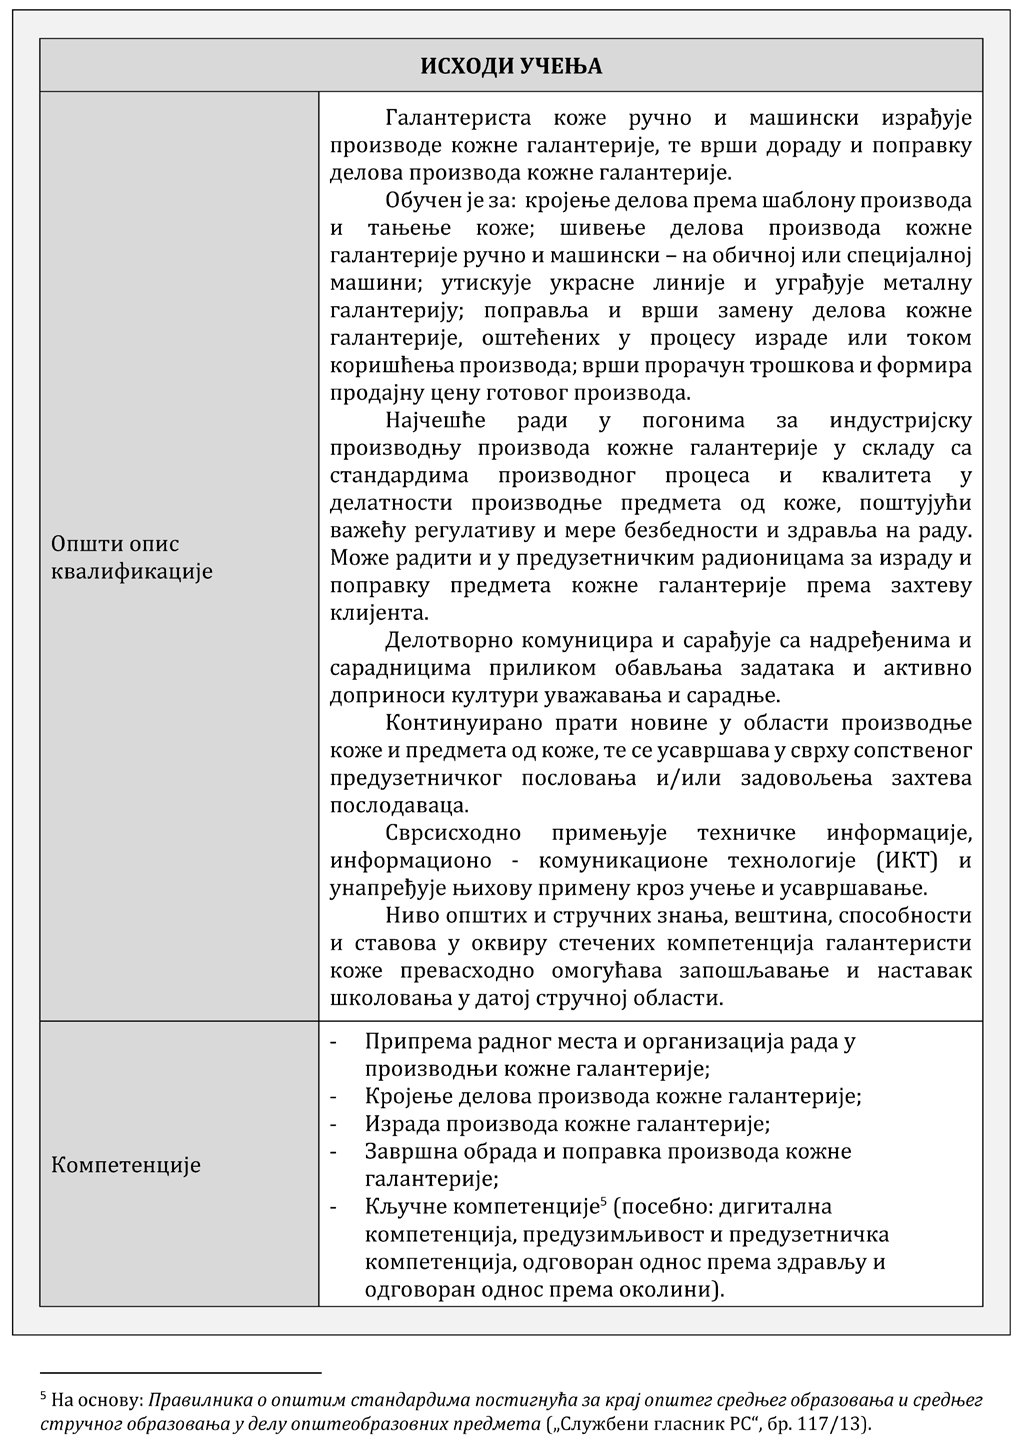 ИСХОДИ УЧЕЊА
Општи опис
квалификације
Галантериста коже ручно и машински израђује
производе кожне галантерије, те врши дораду и поправку
делова производа кожне галантерије.
Обучен је за: кројење делова према шаблону производа
и тањење коже; шивење делова производа кожне
галантерије ручно и машински – на обичној или специјалној
машини; утискује украсне линије и уграђује металну
галантерију; поправља и врши замену делова кожне
галантерије, оштећених у процесу израде или током
коришћења производа; врши прорачун трошкова и формира
продајну цену готовог производа.
Најчешће ради у погонима за индустријску
производњу производа кожне галантерије у складу са
стандардима производног процеса и квалитета у
делатности производње предмета од коже, поштујући
важећу регулативу и мере безбедности и здравља на раду.
Може радити и у предузетничким радионицама за израду и
поправку предмета кожне галантерије према захтеву
клијента.
Делотворно комуницира и сарађује са надређенима и
сарадницима приликом обављања задатака и активно
доприноси култури уважавања и сарадње.
Континуирано прати новине у области производње
коже и предмета од коже, те се усавршава у сврху сопственог
предузетничког пословања и/или задовољења захтева
послодаваца.
Сврсисходно примењује техничке информације,
информационо - комуникационе технологије (ИКТ) и
унапређује њихову примену кроз учење и усавршавање.
Ниво општих и стручних знања, вештина, способности
и ставова у оквиру стечених компетенција галантеристи
коже превасходно омогућава запошљавање и наставак
школовања у датој стручној области.
Компетенције
- Припрема радног места и организација рада у
производњи кожне галантерије;
- Кројење делова производа кожне галантерије;
- Израда производа кожне галантерије;
- Завршна обрада и поправка производа кожне
галантерије;
- Кључне компетенције⁵ (посебно: дигитална
компетенција, предузимљивост и предузетничка
компетенција, одговоран однос према здрављу и
одговоран однос према околини).
⁵ На основу: Правилника о општим стандардима постигнућа за крај општег средњег образовања и средњег
стручног образовања у делу општеобразовних предмета („Службени гласник РС“, бр. 117/13).